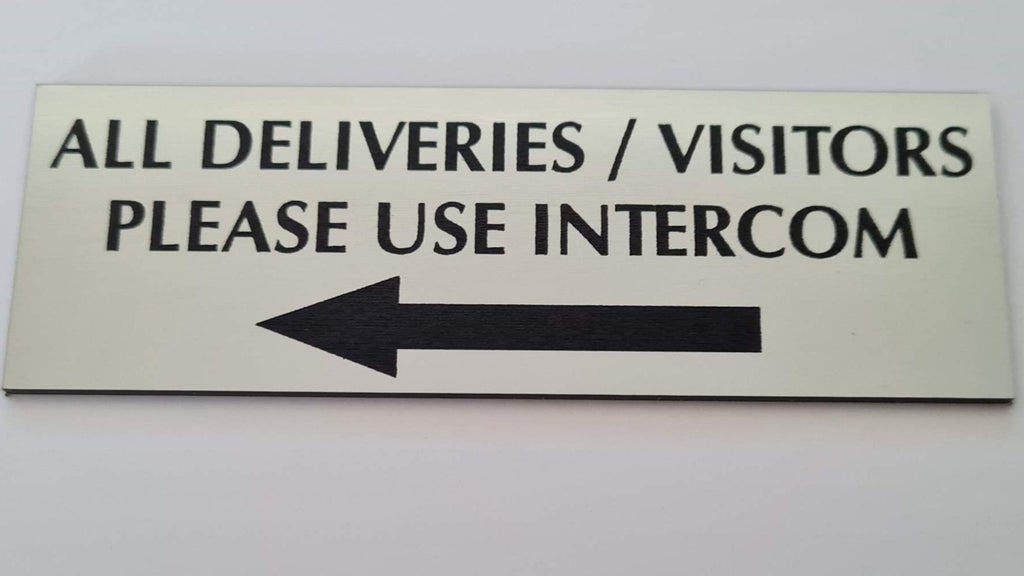 ALL DELIVERIES / VISITORS
PLEASE USE INTERCOM